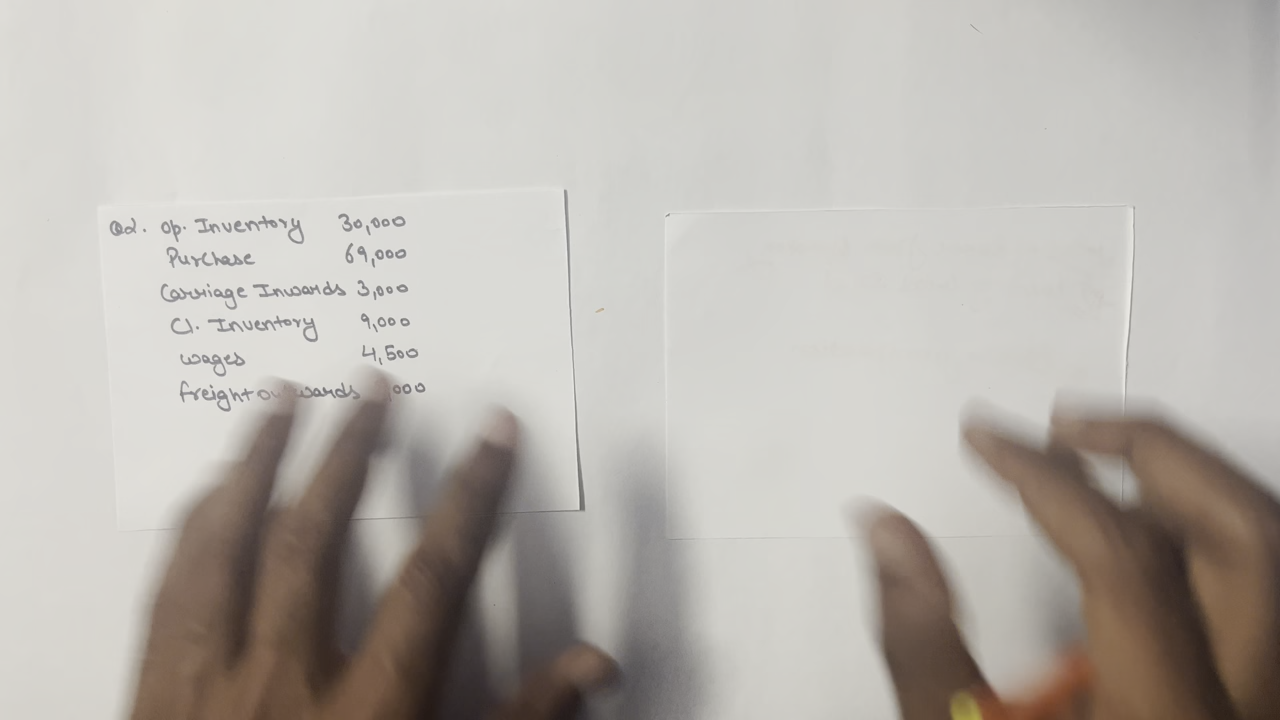 Q2. Op. Inventory 30,000
Purchase 69,000
Carriage Inwards 3,000
Cl. Inventory 9,000
wages 4,500